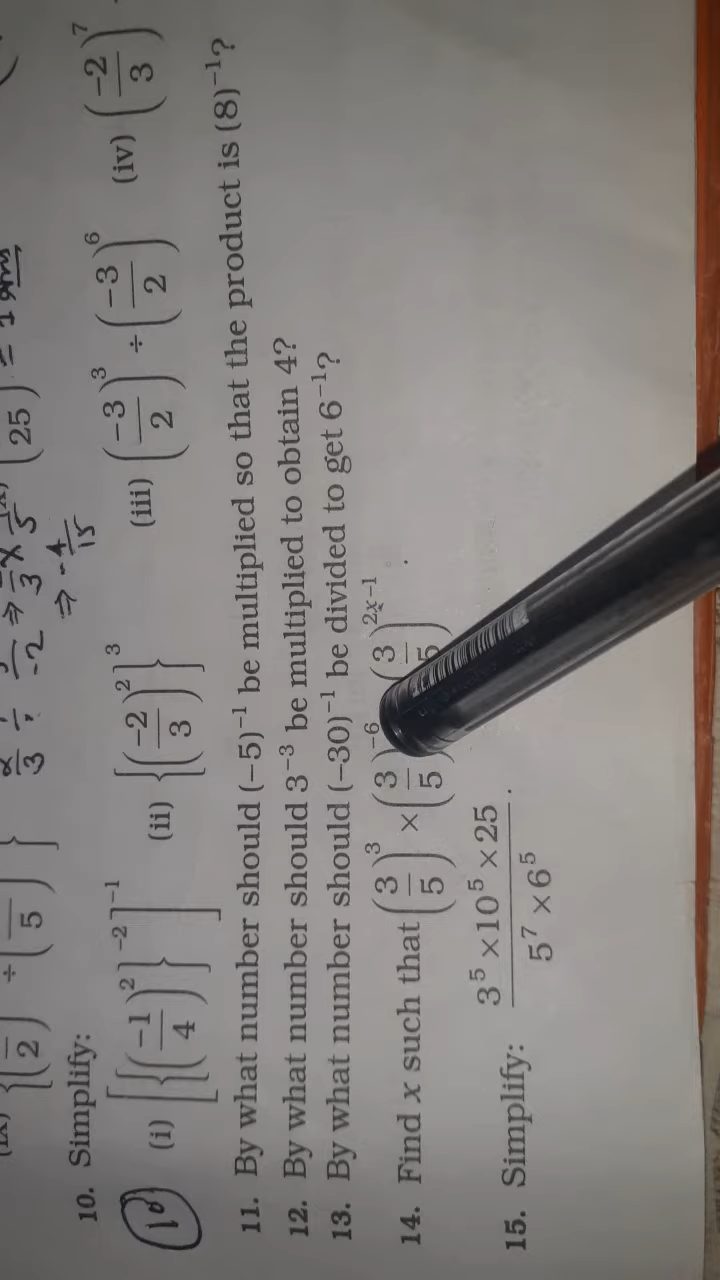 10. Simplify:
(i) [{(-1/4)²}⁻²]⁻¹ (ii) {(-2/3)²}³ (iii) (-3/2)³ ÷ (-3/2)⁶ (iv) (-2/3)⁷
11. By what number should (−5)⁻¹ be multiplied so that the product is (8)⁻¹?
12. By what number should 3⁻³ be multiplied to obtain 4?
13. By what number should (−30)⁻¹ be divided to get 6⁻¹?
14. Find x such that (3/5)³ × (3/5)⁻⁶ (3/5)²ˣ⁻¹.
15. Simplify: 3⁵ ×10⁵ × 25 / 5⁷ × 6⁵.